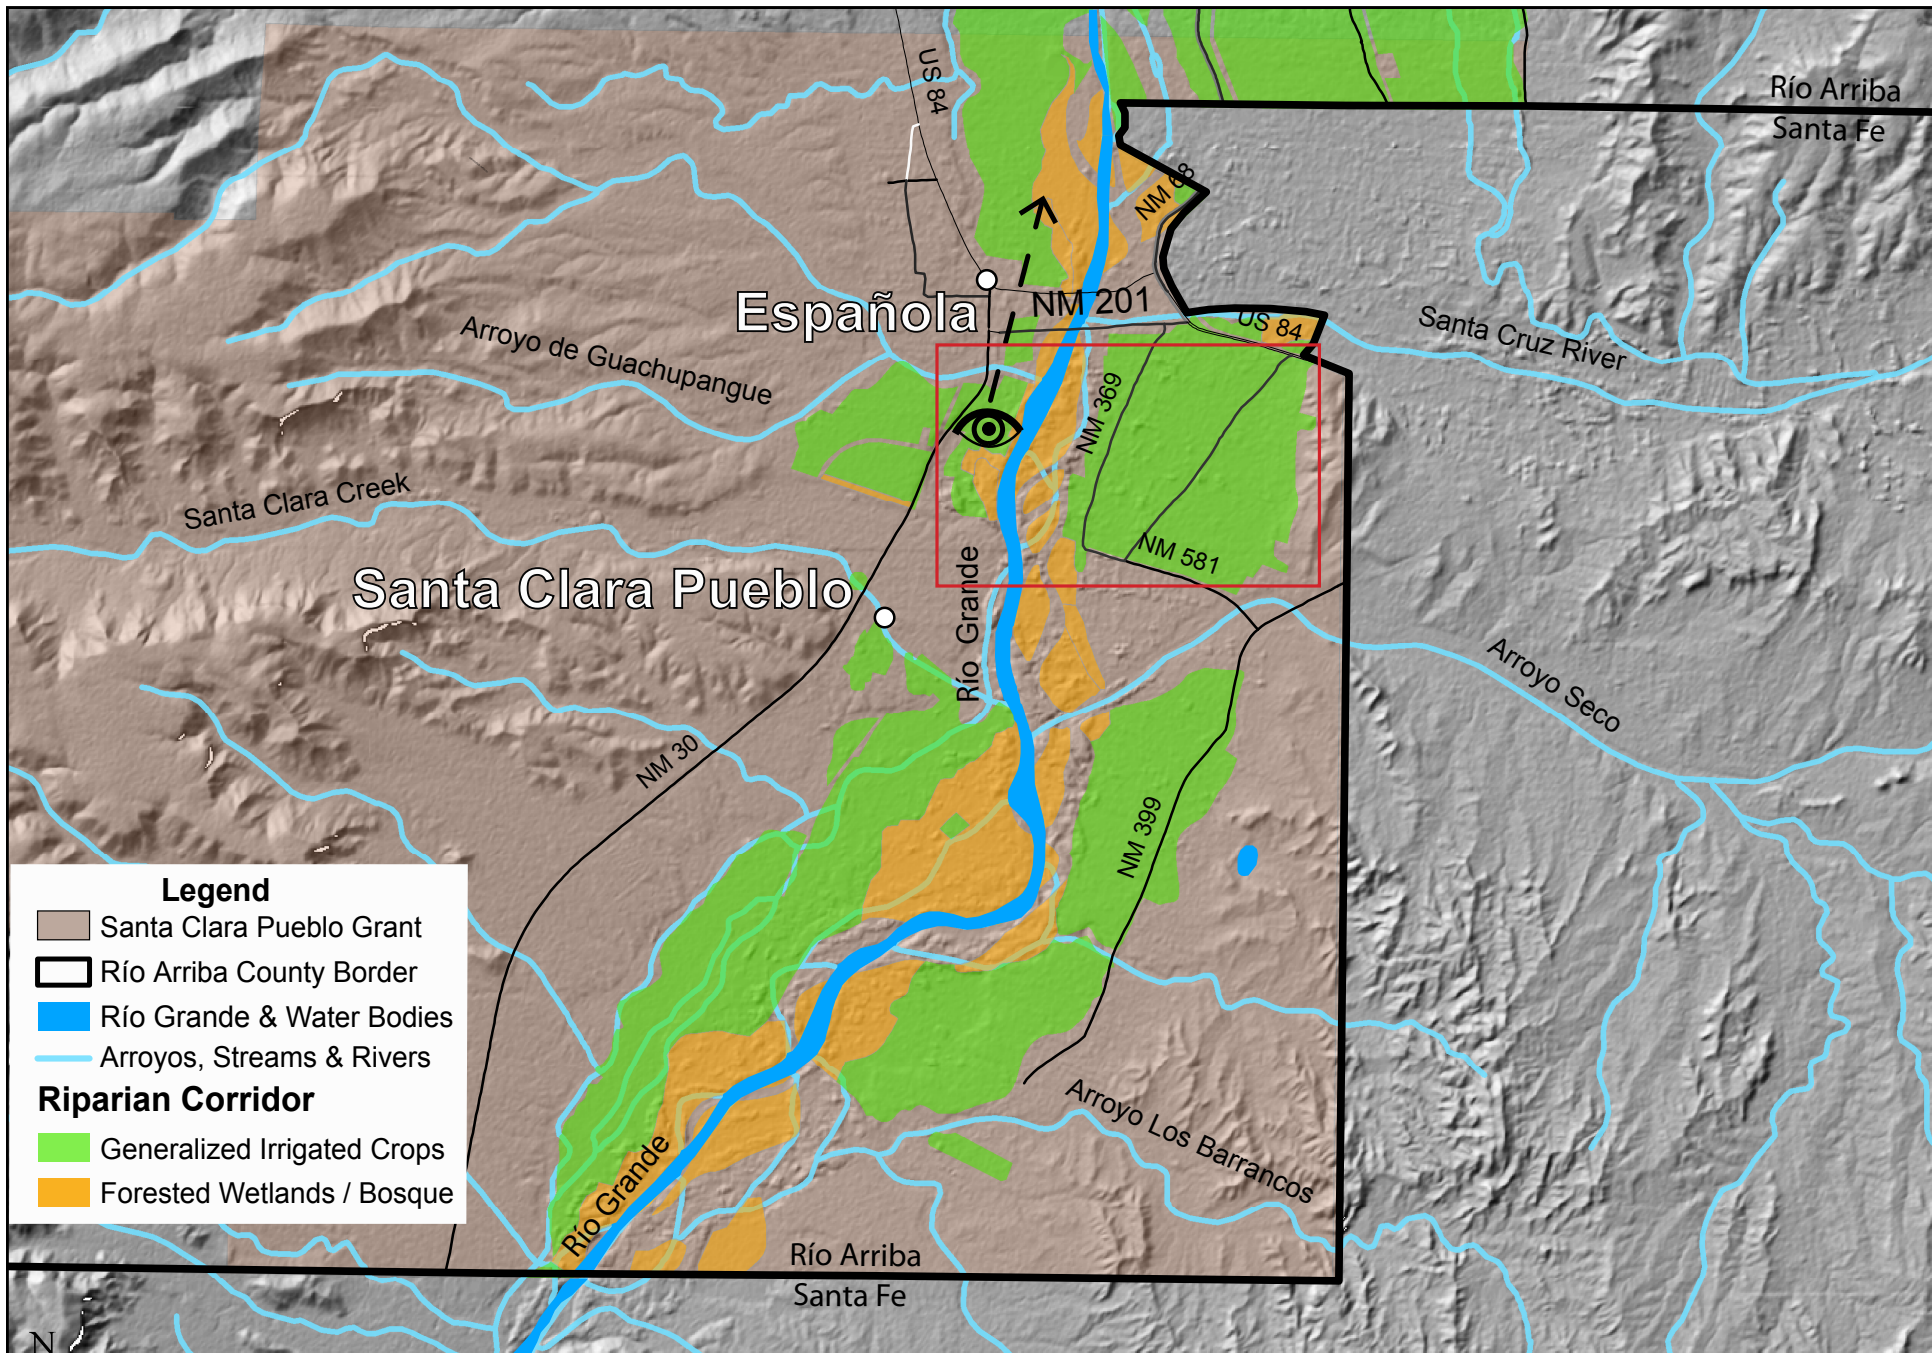 Río Arriba
Santa Fe
US 84
NM 68
Española
NM 201
US 84
Santa Cruz River
Arroyo de Guachupangue
NM 369
Santa Clara Creek
NM 581
Santa Clara Pueblo
Río Grande
Arroyo Seco
NM 30
NM 399
Legend
Santa Clara Pueblo Grant
Río Arriba County Border
Río Grande & Water Bodies
Arroyos, Streams & Rivers
Riparian Corridor
Generalized Irrigated Crops
Forested Wetlands / Bosque
Arroyo Los Barrancos
Río Grande
Río Arriba
Santa Fe
N